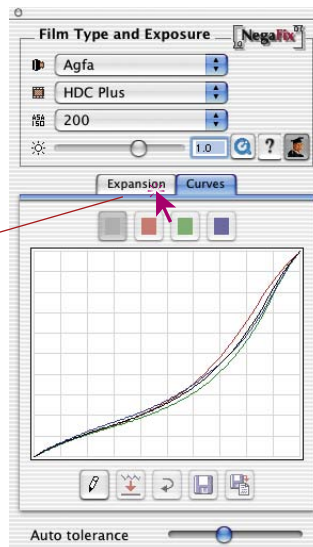 Film Type and Exposure
NegaFix
Agfa
HDC Plus
ASA
ISO
200
1.0
?
Expansion
Curves
Auto tolerance